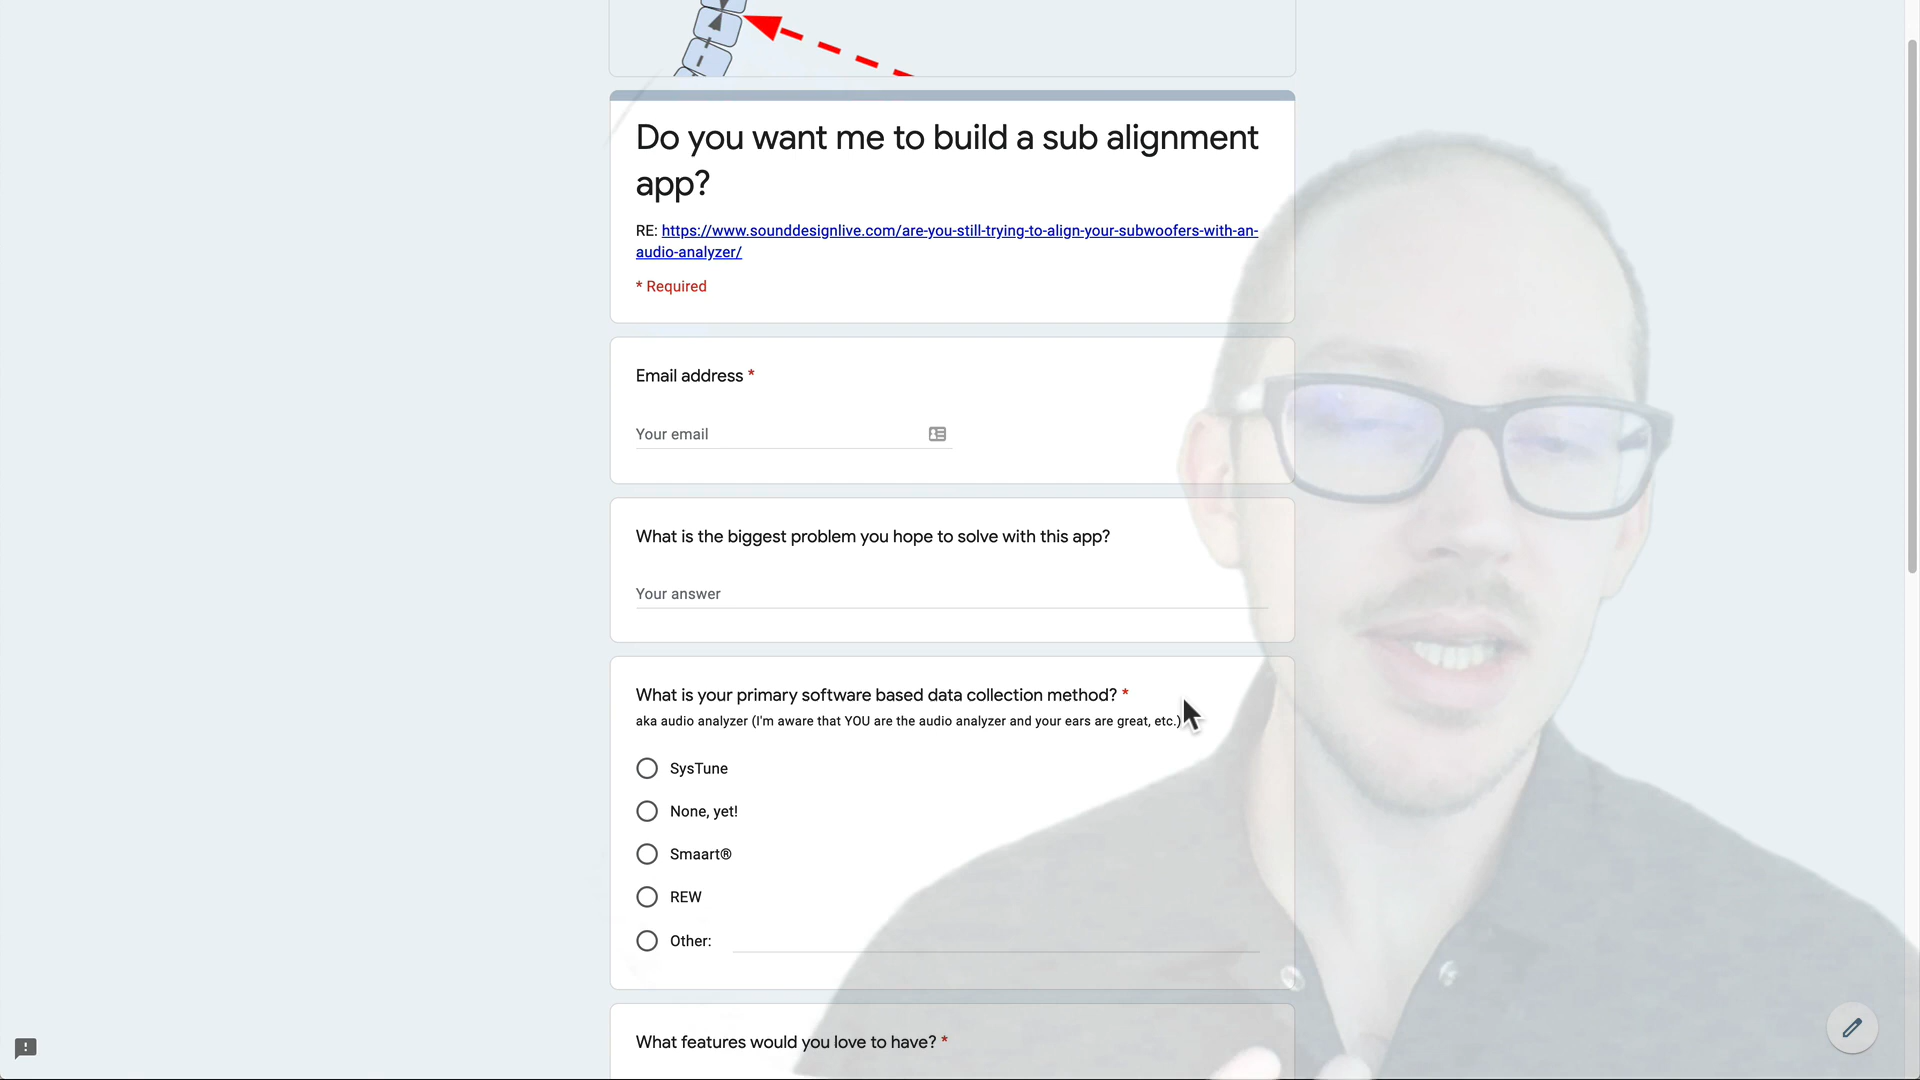 Do you want me to build a sub alignment
app?
RE: https://www.sounddesignlive.com/are-you-still-trying-to-align-your-subwoofers-with-an-
audio-analyzer/
* Required
Email address *
Your email
What is the biggest problem you hope to solve with this app?
Your answer
What is your primary software based data collection method? *
aka audio analyzer (I'm aware that YOU are the audio analyzer and your ears are great, etc.)
SysTune
None, yet!
Smaart®
REW
Other:
What features would you love to have? *